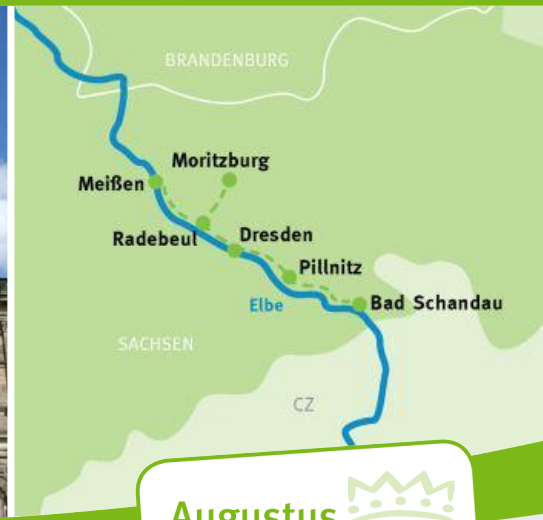 BRANDENBURG
Moritzburg
Meißen
Radebeul
Dresden
Pillnitz
Elbe
Bad Schandau
SACHSEN
CZ
Augustus